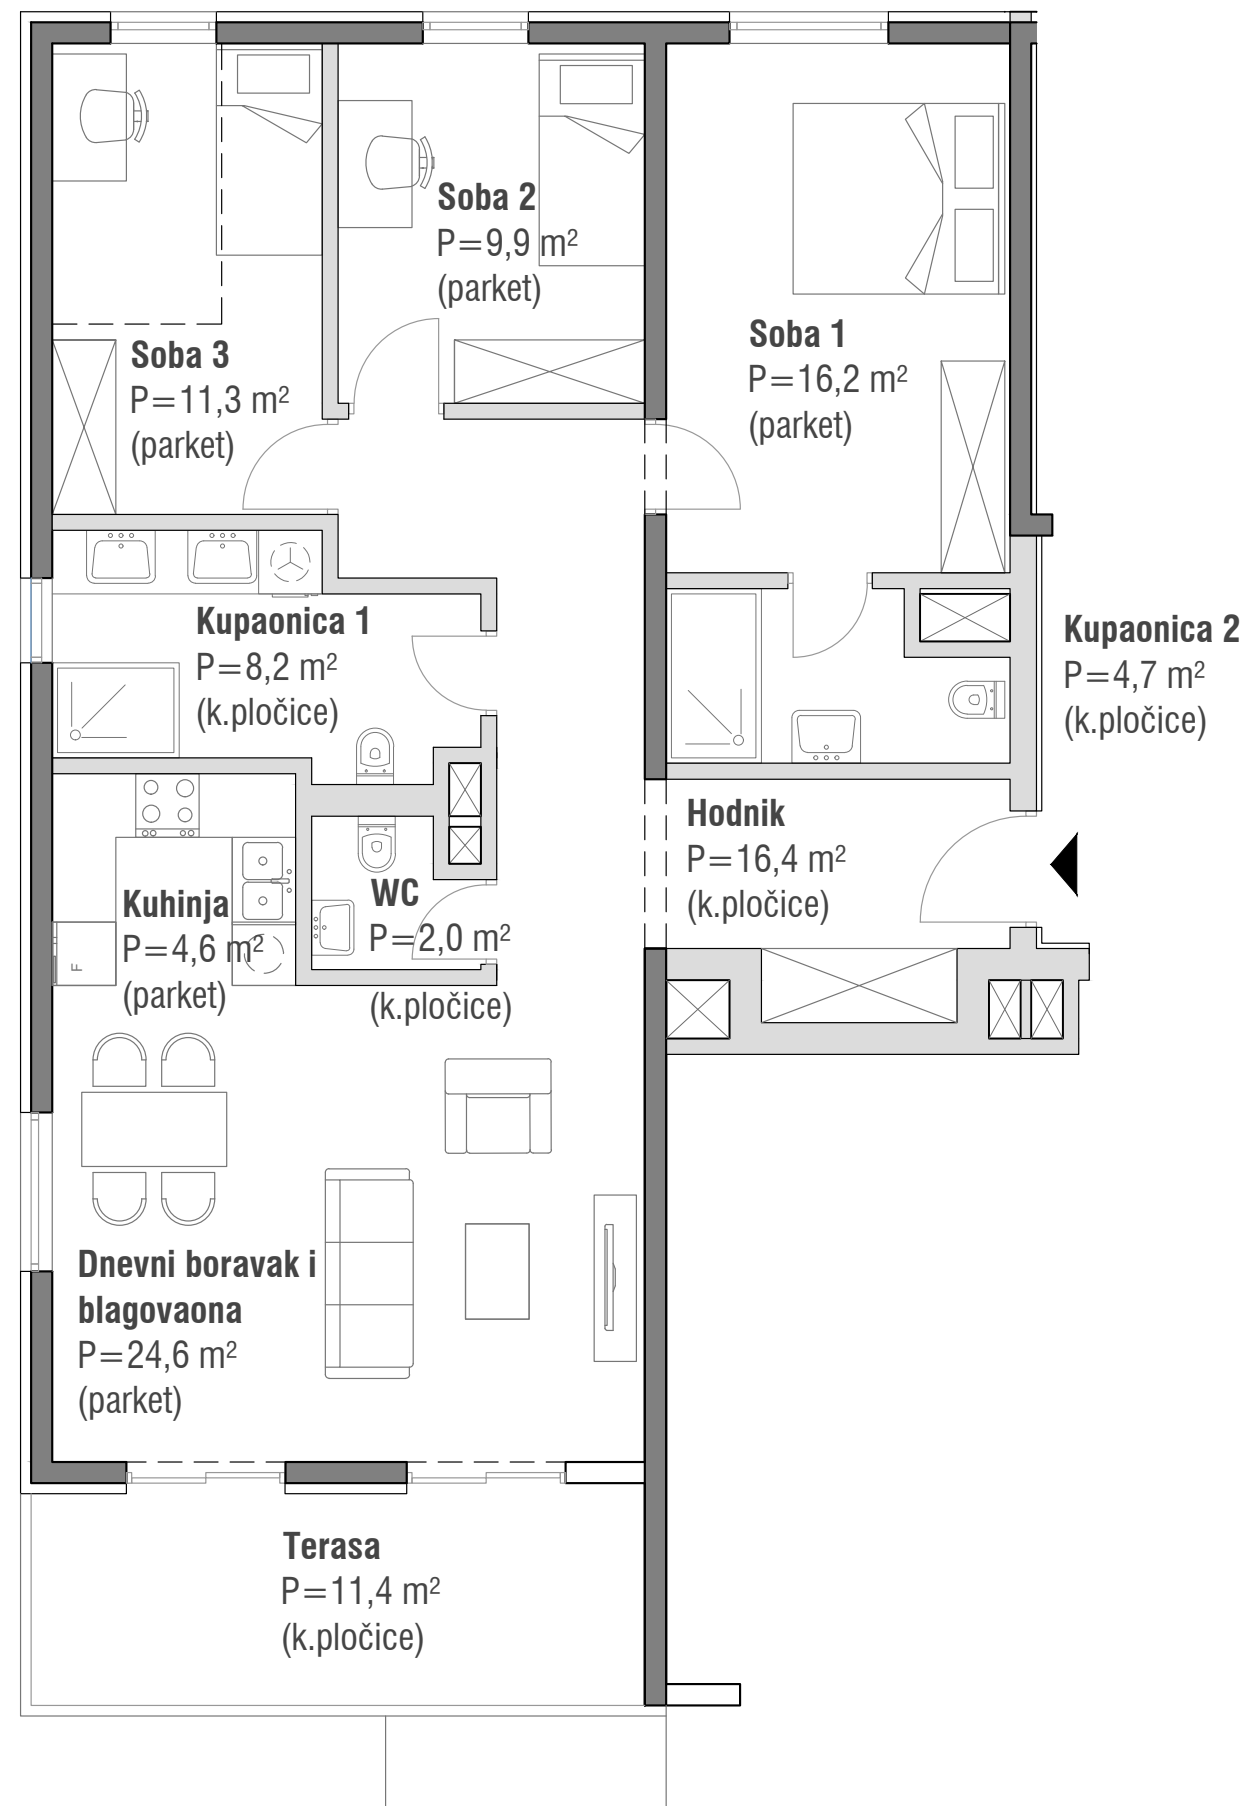 Soba 2
P=9,9 m²
(parket)
Soba 3
P=11,3 m²
(parket)
Soba 1
P=16,2 m²
(parket)
Kupaonica 1
P=8,2 m²
(k.pločice)
Kupaonica 2
P=4,7 m²
(k.pločice)
Hodnik
P=16,4 m²
(k.pločice)
Kuhinja
P=4,6 m²
(parket)
F
WC
P=2,0 m²
(k.pločice)
Dnevni boravak i
blagovaona
P=24,6 m²
(parket)
Terasa
P=11,4 m²
(k.pločice)